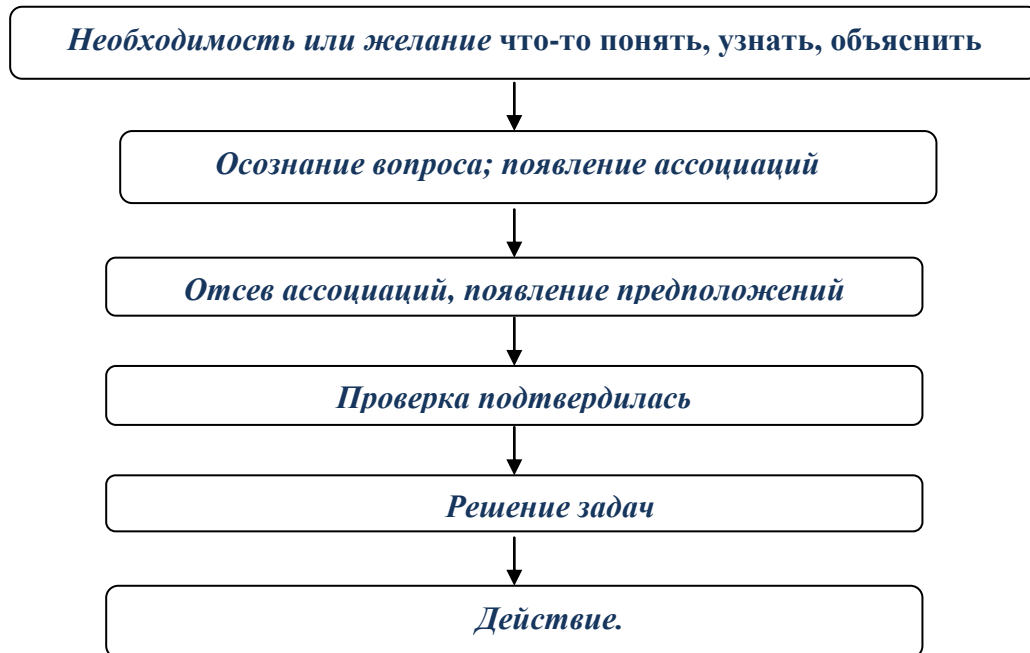 Необходимость или желание что-то понять, узнать, объяснить
Осознание вопроса; появление ассоциаций
Отсев ассоциаций, появление предположений
Проверка подтвердилась
Решение задач
Действие.